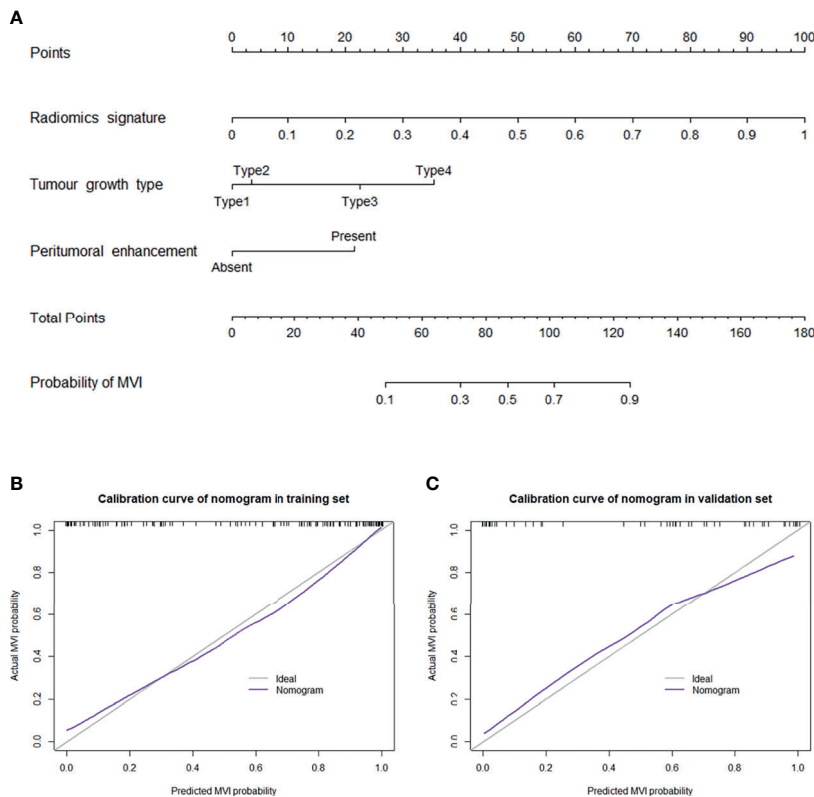 A
Points 0 10 20 30 40 50 60 70 80 90 100
Radiomics signature
0 0.1 0.2 0.3 0.4 0.5 0.6 0.7 0.8 0.9 1
Type2 Type4
Tumour growth type
Type1 Type3
Present
Peritumoral enhancement
Absent
Total Points
0 20 40 60 80 100 120 140 160 180
Probability of MVI
0.1 0.3 0.5 0.7 0.9
B
Calibration curve of nomogram in training set
Actual MVI probability
1.0
0.8
0.6
0.4
0.2
0.0
Ideal
Nomogram
0.0 0.2 0.4 0.6 0.8 1.0
Predicted MVI probability
C
Calibration curve of nomogram in validation set
Actual MVI probability
1.0
0.8
0.6
0.4
0.2
0.0
Ideal
Nomogram
0.0 0.2 0.4 0.6 0.8 1.0
Predicted MVI probability